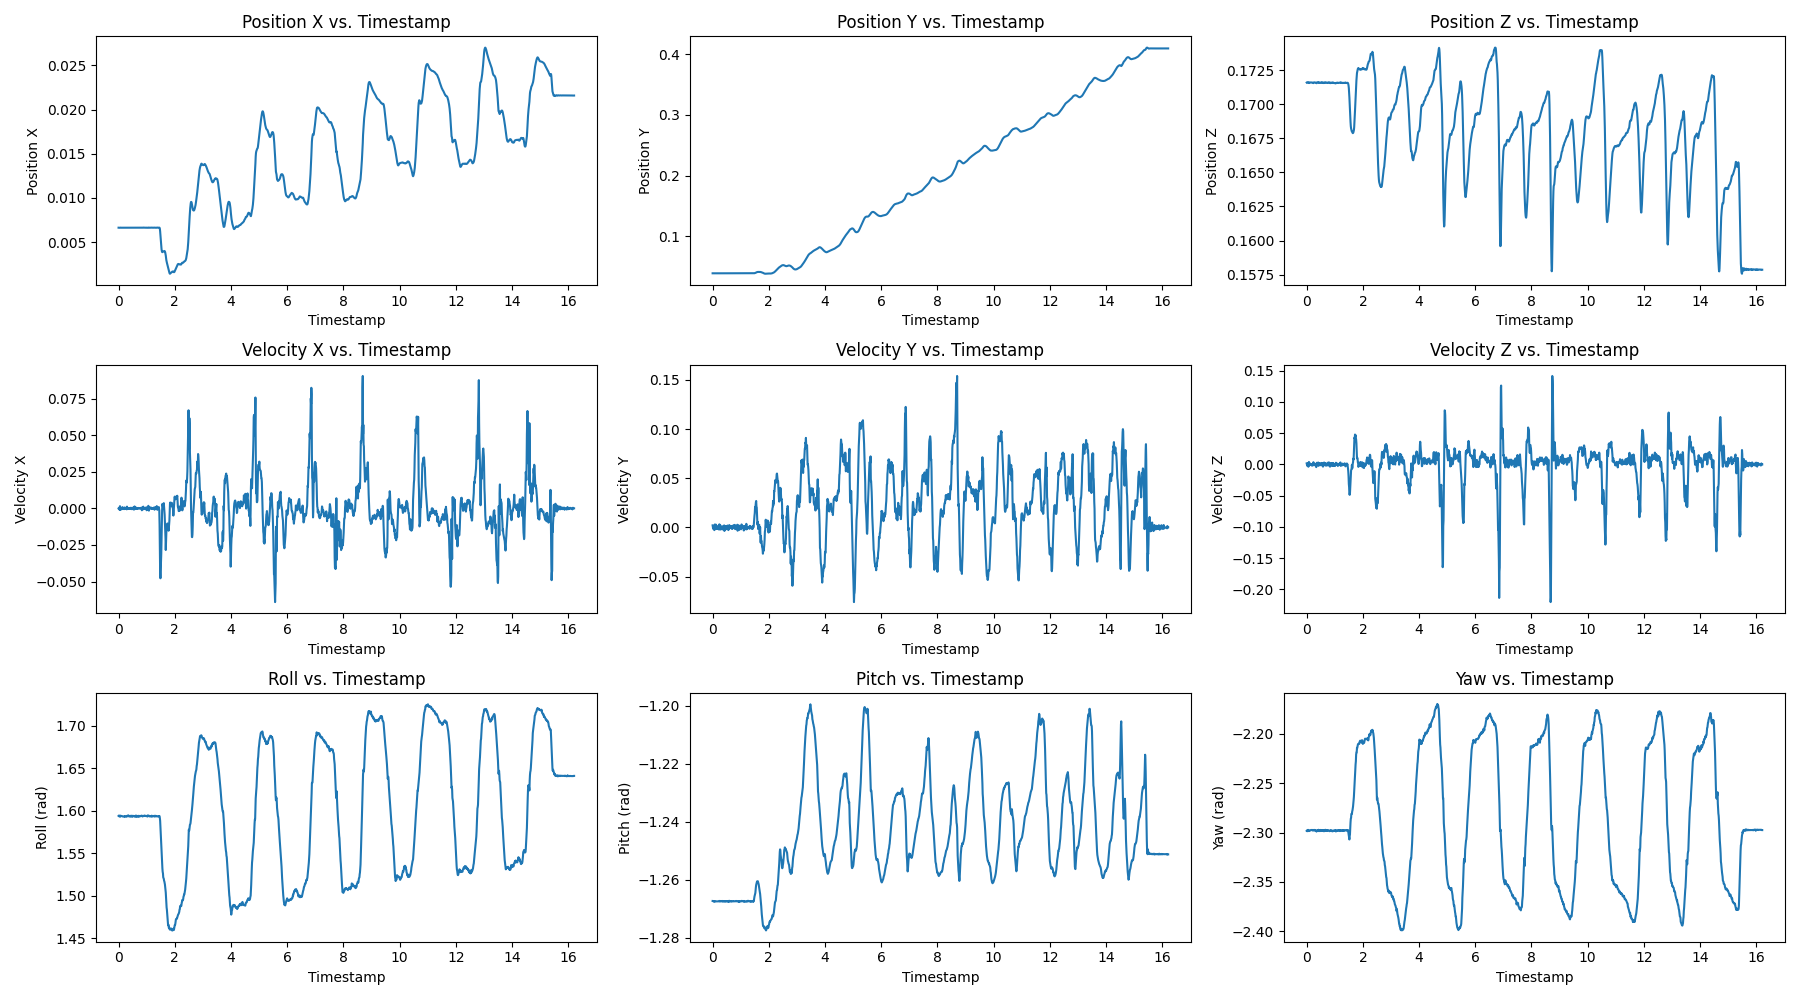 Position X vs. Timestamp
Position X
0.025
0.020
0.015
0.010
0.005
0 2 4 6 8 10 12 14 16
Timestamp
Position Y vs. Timestamp
Position Y
0.4
0.3
0.2
0.1
0 2 4 6 8 10 12 14 16
Timestamp
Position Z vs. Timestamp
Position Z
0.1725
0.1700
0.1675
0.1650
0.1625
0.1600
0.1575
0 2 4 6 8 10 12 14 16
Timestamp
Velocity X vs. Timestamp
Velocity X
0.075
0.050
0.025
0.000
−0.025
−0.050
0 2 4 6 8 10 12 14 16
Timestamp
Velocity Y vs. Timestamp
Velocity Y
0.15
0.10
0.05
0.00
−0.05
0 2 4 6 8 10 12 14 16
Timestamp
Velocity Z vs. Timestamp
Velocity Z
0.15
0.10
0.05
0.00
−0.05
−0.10
−0.15
−0.20
0 2 4 6 8 10 12 14 16
Timestamp
Roll vs. Timestamp
Roll (rad)
1.70
1.65
1.60
1.55
1.50
1.45
0 2 4 6 8 10 12 14 16
Timestamp
Pitch vs. Timestamp
Pitch (rad)
−1.20
−1.22
−1.24
−1.26
−1.28
0 2 4 6 8 10 12 14 16
Timestamp
Yaw vs. Timestamp
Yaw (rad)
−2.20
−2.25
−2.30
−2.35
−2.40
0 2 4 6 8 10 12 14 16
Timestamp